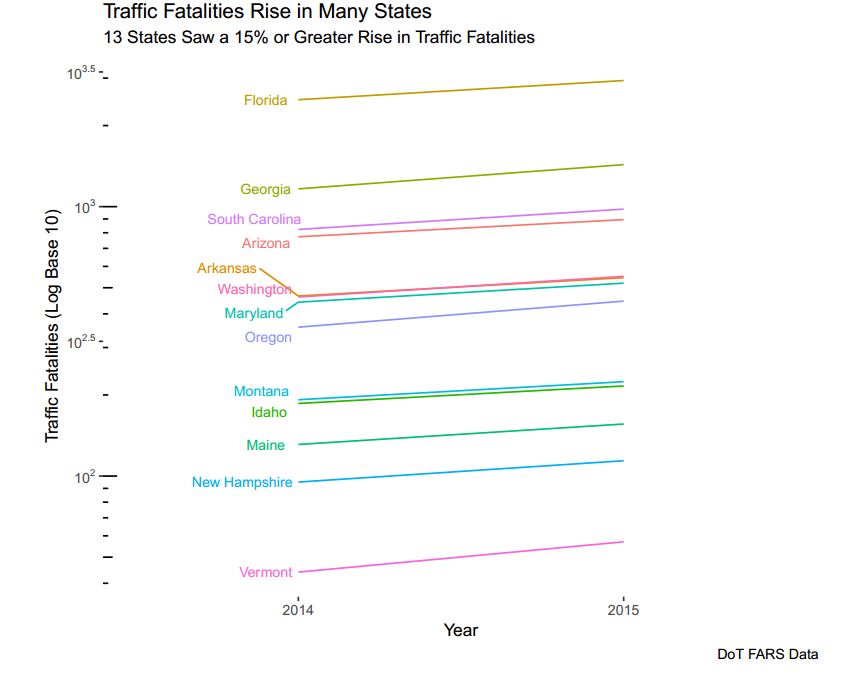 Traffic Fatalities Rise in Many States
13 States Saw a 15% or Greater Rise in Traffic Fatalities
Traffic Fatalities (Log Base 10)
10^3.5
Florida
Georgia
10^3
South Carolina
Arizona
Arkansas
Washington
Maryland
Oregon
10^2.5
Montana
Idaho
Maine
10^2
New Hampshire
Vermont
2014 2015
Year
DoT FARS Data